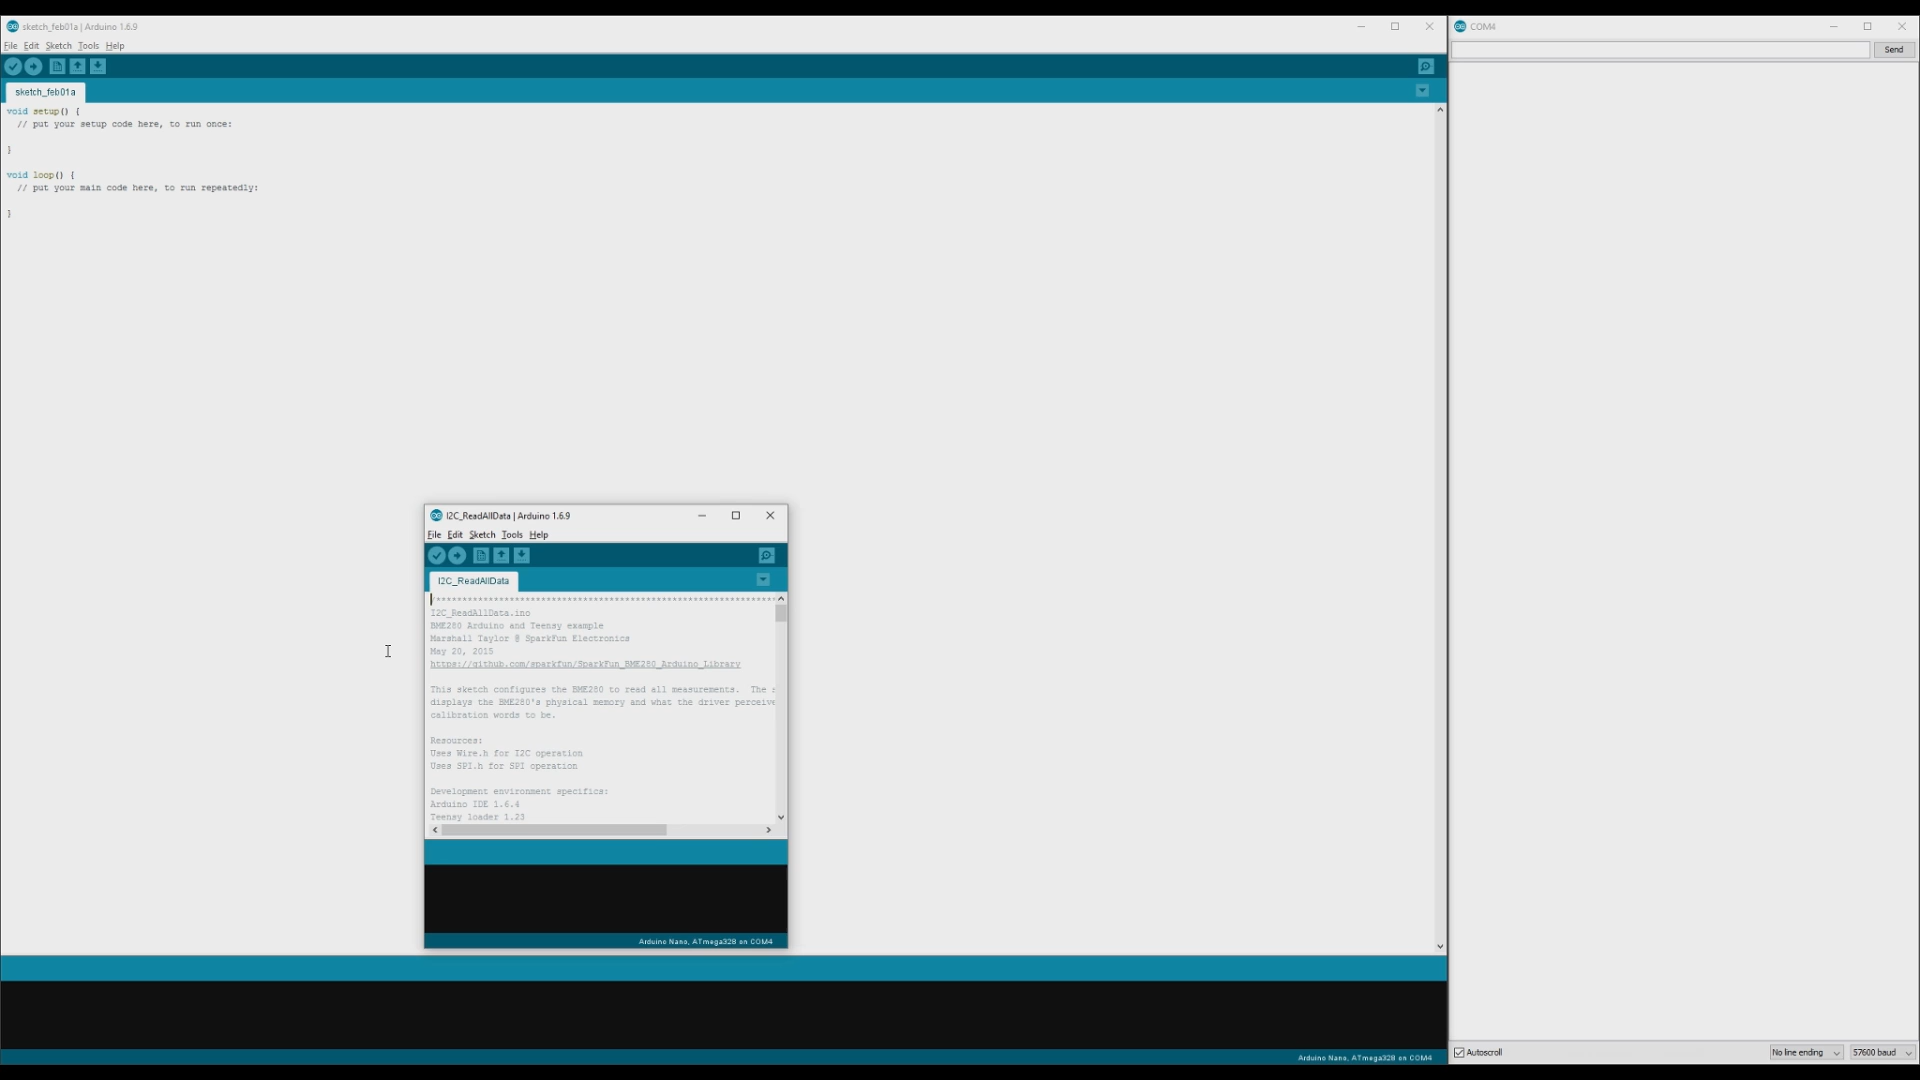 sketch_feb01a | Arduino 1.6.9
File Edit Sketch Tools Help
sketch_feb01a
void setup() {
// put your setup code here, to run once:
}
void loop() {
// put your main code here, to run repeatedly:
}
I2C_ReadAllData | Arduino 1.6.9
File Edit Sketch Tools Help
I2C_ReadAllData
/******************************************************************
I2C_ReadAllData.ino
BME280 Arduino and Teensy example
Marshall Taylor @ SparkFun Electronics
May 20, 2015
https://github.com/sparkfun/SparkFun_BME280_Arduino_Library
This sketch configures the BME280 to read all measurements. The s
displays the BME280's physical memory and what the driver perceive
calibration words to be.
Resources:
Uses Wire.h for I2C operation
Uses SPI.h for SPI operation
Development environment specifics:
Arduino IDE 1.6.4
Teensy loader 1.23
Arduino Nano, ATmega328 on COM4
Arduino Nano, ATmega328 on COM4
COM4
Send
Autoscroll
No line ending
57600 baud